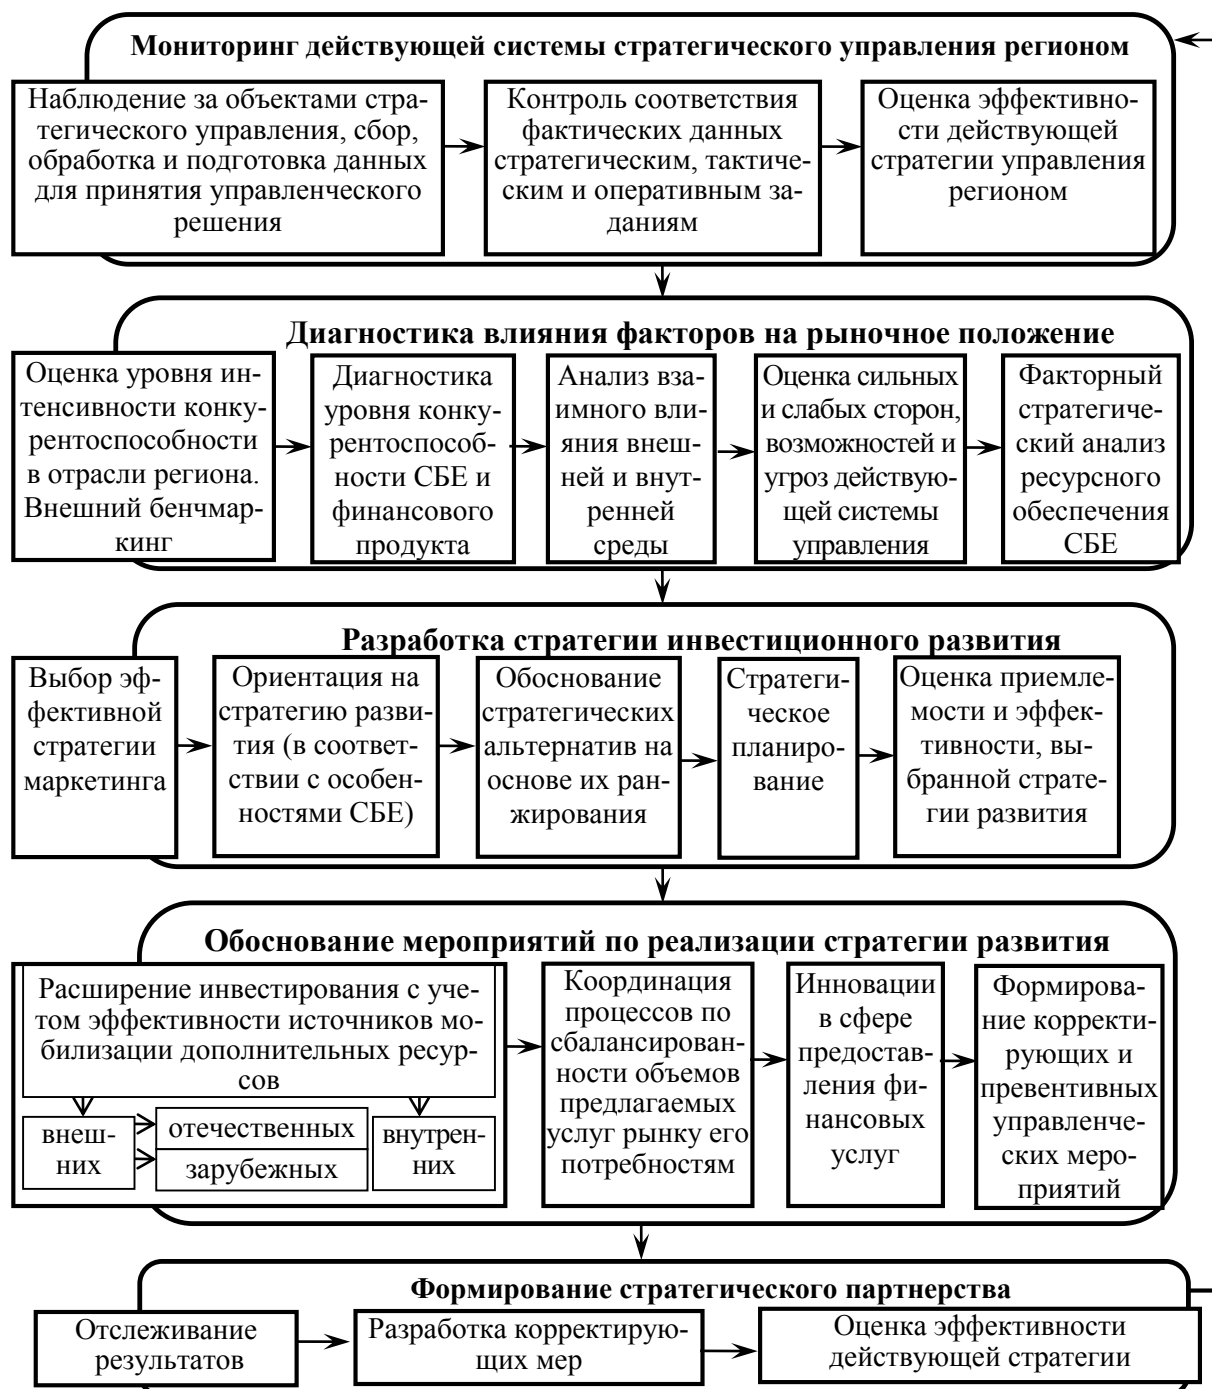 Мониторинг действующей системы стратегического управления регионом
Наблюдение за объектами стра-
тегического управления, сбор,
обработка и подготовка данных
для принятия управленческого
решения
Контроль соответствия
фактических данных
стратегическим, тактиче-
ским и оперативным за-
даниям
Оценка эффективно-
сти действующей
стратегии управления
регионом
Диагностика влияния факторов на рыночное положение
Оценка уровня ин-
тенсивности конку-
рентоспособности
в отрасли региона.
Внешний бенчмар-
кинг
Диагностика
уровня конку-
рентоспособ-
ности СБЕ и
финансового
продукта
Анализ вза-
имного вли-
яния внеш-
ней и внут-
ренней
среды
Оценка сильных
и слабых сторон,
возможностей и
угроз действую-
щей системы
управления
Факторный
стратегиче-
ский анализ
ресурсного
обеспечения
СБЕ
Разработка стратегии инвестиционного развития
Выбор эф-
фективной
стратегии
маркетинга
Ориентация на
стратегию разви-
тия (в соответ-
ствии с особен-
ностями СБЕ)
Обоснование
стратегических
альтернатив на
основе их ран-
жирования
Стратеги-
ческое
планиро-
вание
Оценка приемле-
мости и эффек-
тивности, вы-
бранной страте-
гии развития
Обоснование мероприятий по реализации стратегии развития
Расширение инвестирования с уче-
том эффективности источников мо-
билизации дополнительных ресур-
сов
внеш-
них
отечественных
зарубежных
внутрен-
них
Координация
процессов по
сбалансирован-
ности объемов
предлагаемых
услуг рынку его
потребностям
Инновации
в сфере
предостав-
ления фи-
нансовых
услуг
Формирова-
ние корректи-
рующих и
превентивных
управленче-
ских меро-
приятий
Формирование стратегического партнерства
Отслеживание
результатов
Разработка корректирую-
щих мер
Оценка эффективности
действующей стратегии